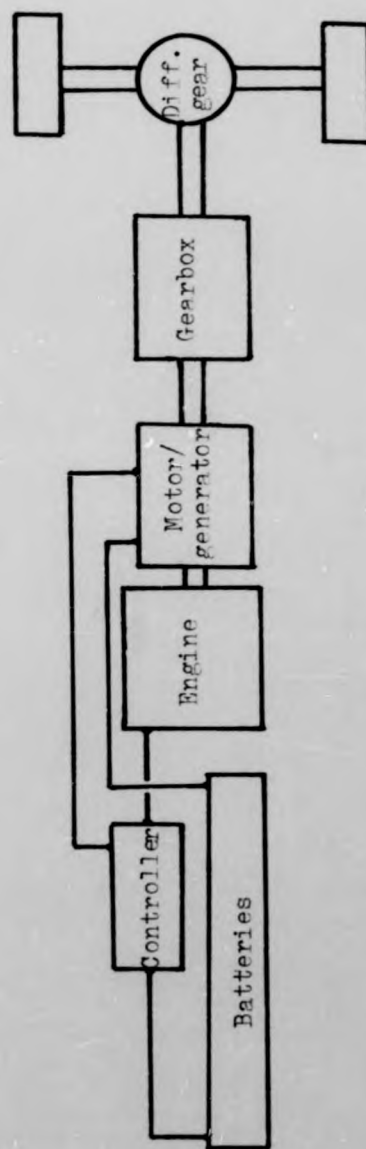 Diff.
gear
Gearbox
Motor/
generator
Engine
Controller
Batteries